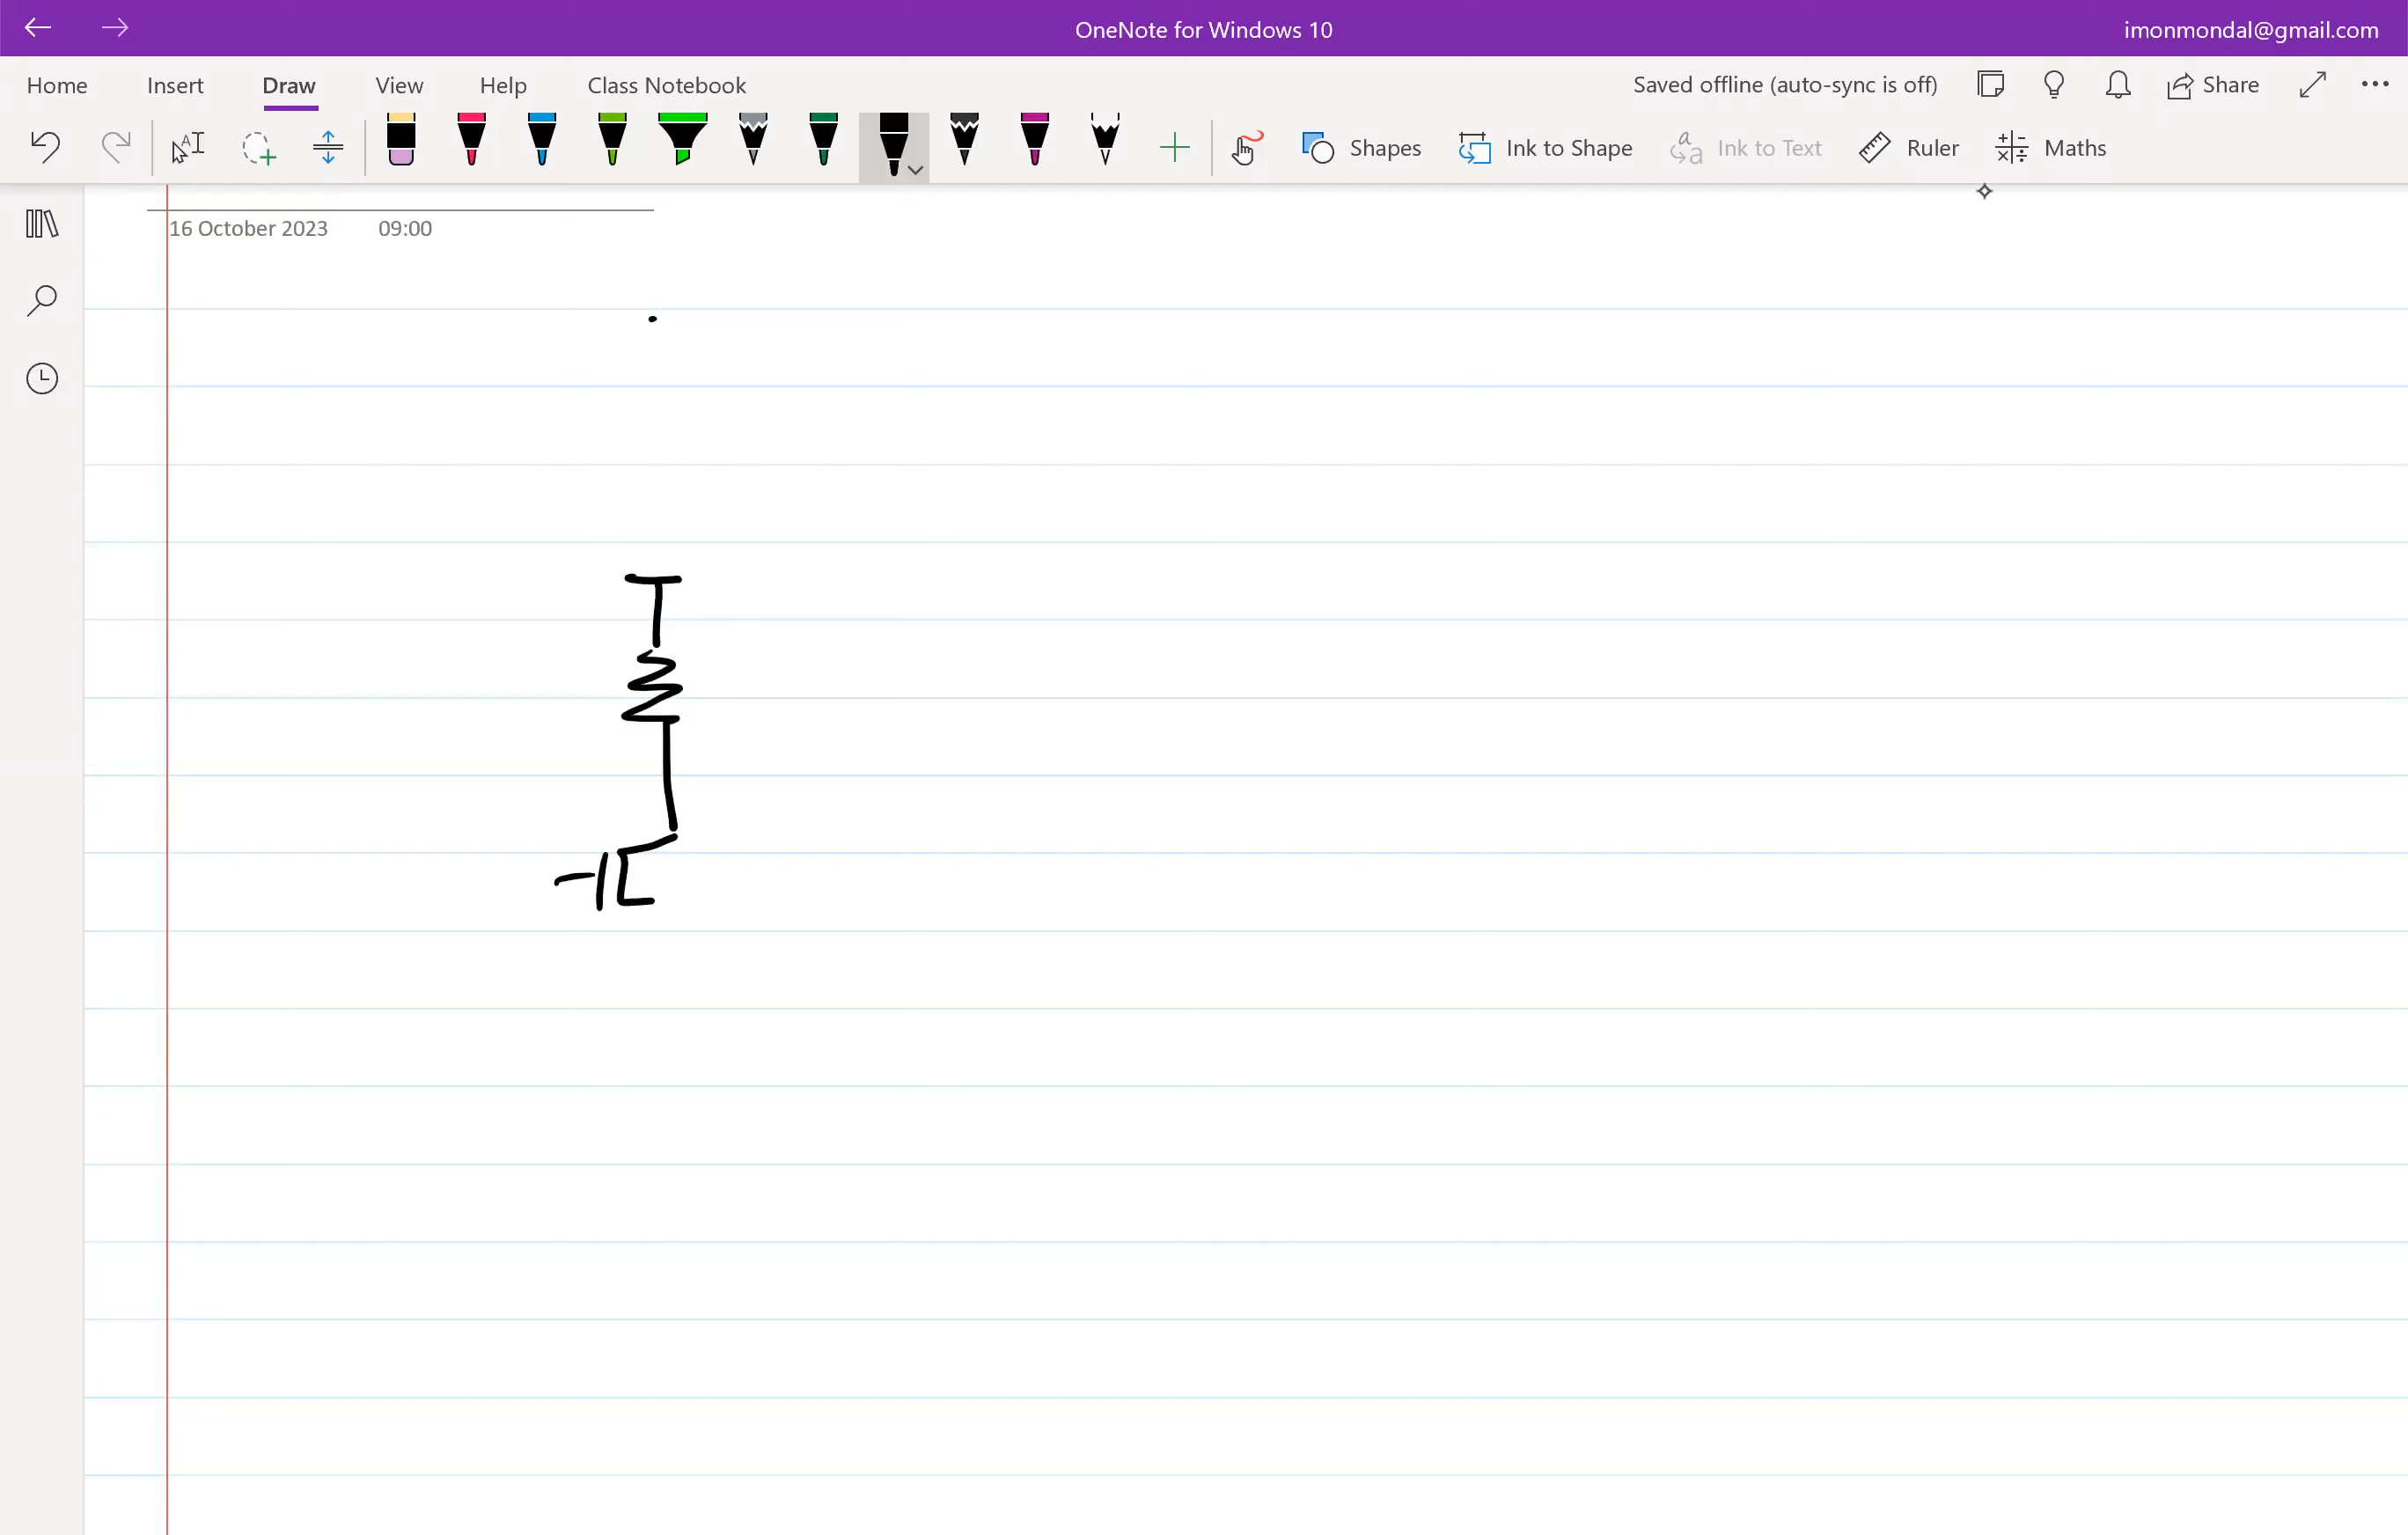 OneNote for Windows 10
imonmondal@gmail.com
Home Insert Draw View Help Class Notebook
Saved offline (auto-sync is off) Share
Shapes Ink to Shape Ink to Text Ruler Maths
16 October 2023 09:00